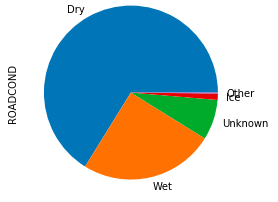 Dry
ROADCOND
Other
Ice
Unknown
Wet